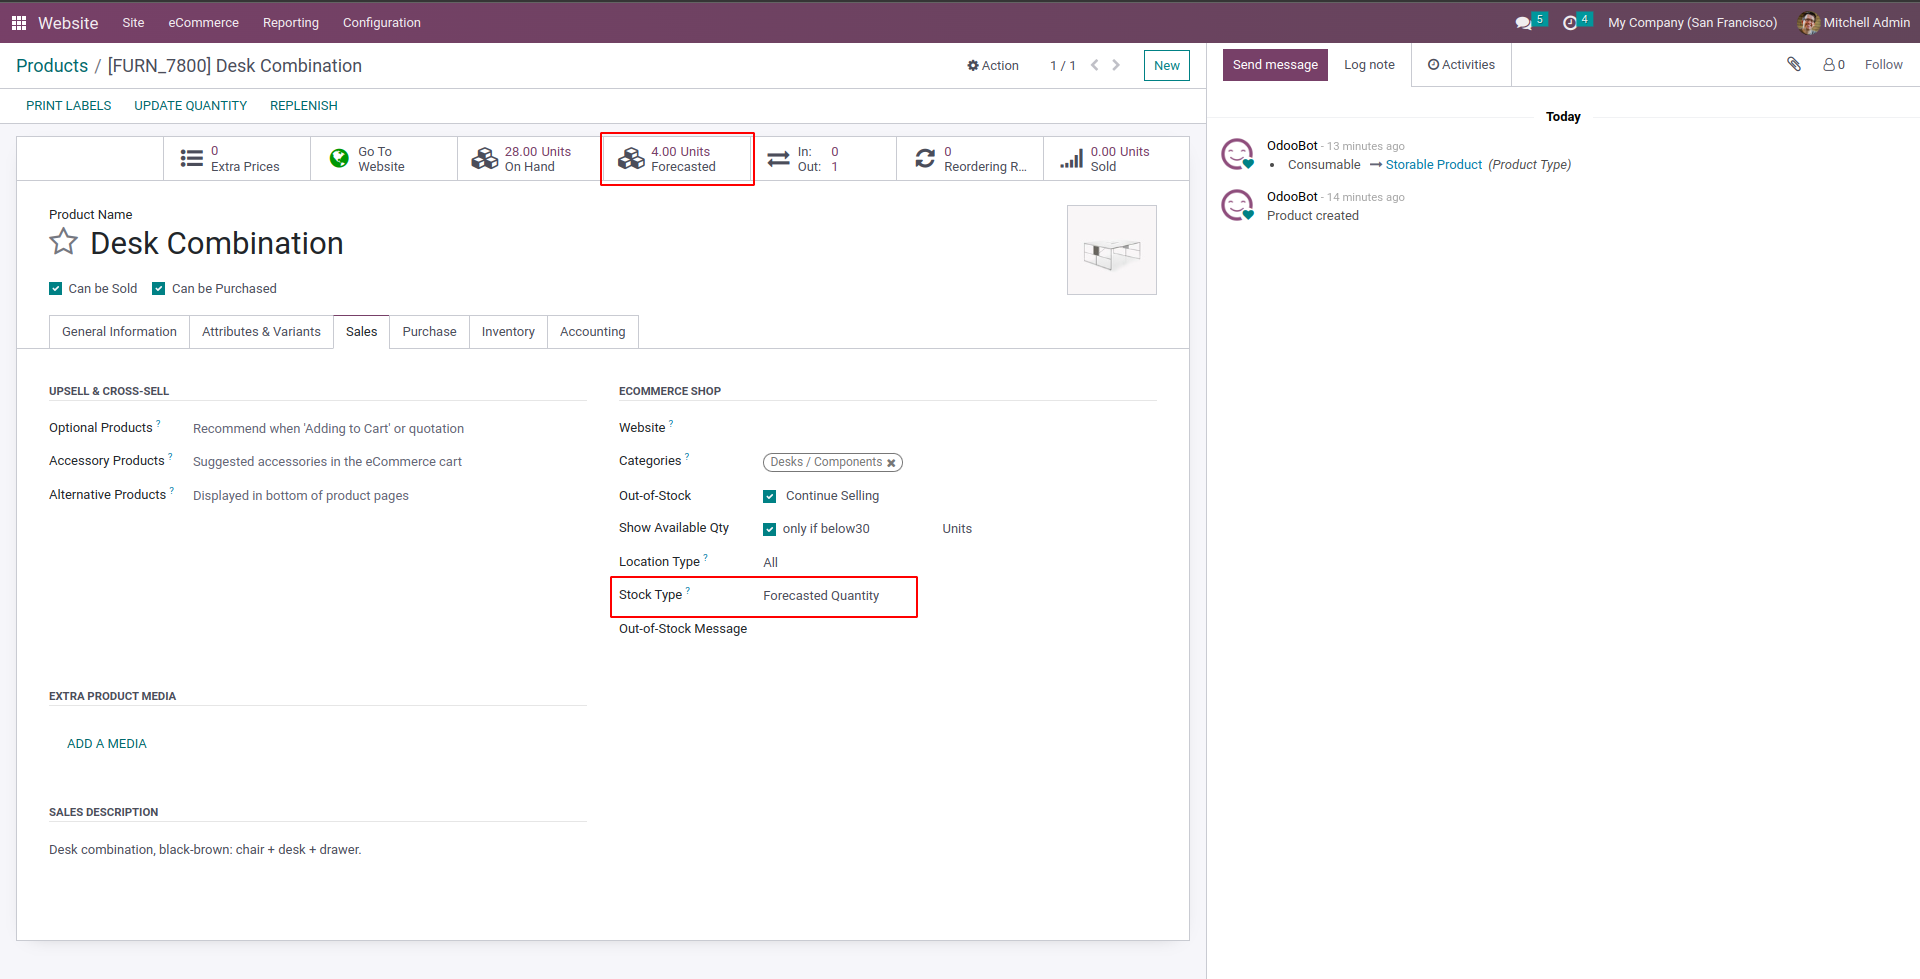 Website Site eCommerce Reporting Configuration 5 4 My Company (San Francisco) Mitchell Admin
Products / [FURN_7800] Desk Combination Action 1 / 1 New
Send message Log note Activities 0 Follow
PRINT LABELS UPDATE QUANTITY REPLENISH
0
Extra Prices
Go To
Website
28.00 Units
On Hand
4.00 Units
Forecasted
In: 0
Out: 1
0
Reordering R...
0.00 Units
Sold
Product Name
Desk Combination
Can be Sold Can be Purchased
General Information Attributes & Variants Sales Purchase Inventory Accounting
UPSELL & CROSS-SELL
Optional Products ? Recommend when 'Adding to Cart' or quotation
Accessory Products ? Suggested accessories in the eCommerce cart
Alternative Products ? Displayed in bottom of product pages
ECOMMERCE SHOP
Website ?
Categories ? Desks / Components
Out-of-Stock Continue Selling
Show Available Qty only if below30 Units
Location Type ? All
Stock Type ? Forecasted Quantity
Out-of-Stock Message
EXTRA PRODUCT MEDIA
ADD A MEDIA
SALES DESCRIPTION
Desk combination, black-brown: chair + desk + drawer.
Today
OdooBot - 13 minutes ago
• Consumable → Storable Product (Product Type)
OdooBot - 14 minutes ago
Product created